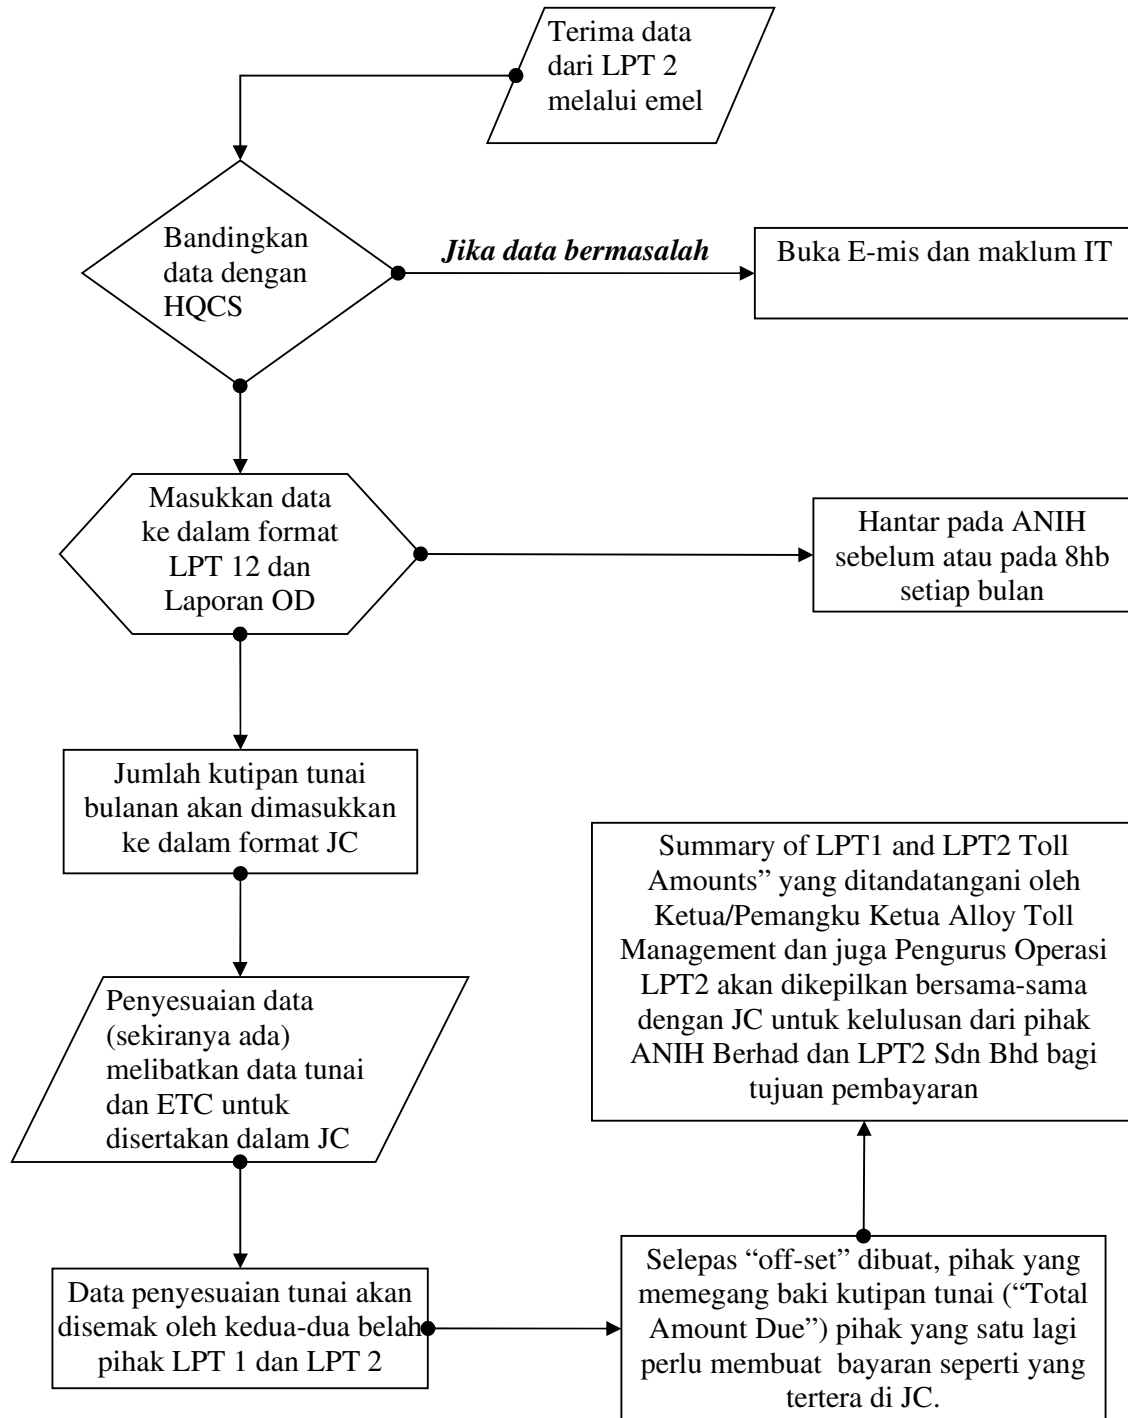 Terima data
dari LPT 2
melalui emel
Bandingkan
data dengan
HQCS
Jika data bermasalah
Buka E-mis dan maklum IT
Masukkan data
ke dalam format
LPT 12 dan
Laporan OD
Hantar pada ANIH
sebelum atau pada 8hb
setiap bulan
Jumlah kutipan tunai
bulanan akan dimasukkan
ke dalam format JC
Penyesuaian data
(sekiranya ada)
melibatkan data tunai
dan ETC untuk
disertakan dalam JC
Data penyesuaian tunai akan
disemak oleh kedua-dua belah
pihak LPT 1 dan LPT 2
Selepas “off-set” dibuat, pihak yang
memegang baki kutipan tunai (“Total
Amount Due”) pihak yang satu lagi
perlu membuat  bayaran seperti yang
tertera di JC.
Summary of LPT1 and LPT2 Toll
Amounts” yang ditandatangani oleh
Ketua/Pemangku Ketua Alloy Toll
Management dan juga Pengurus Operasi
LPT2 akan dikepilkan bersama-sama
dengan JC untuk kelulusan dari pihak
ANIH Berhad dan LPT2 Sdn Bhd bagi
tujuan pembayaran